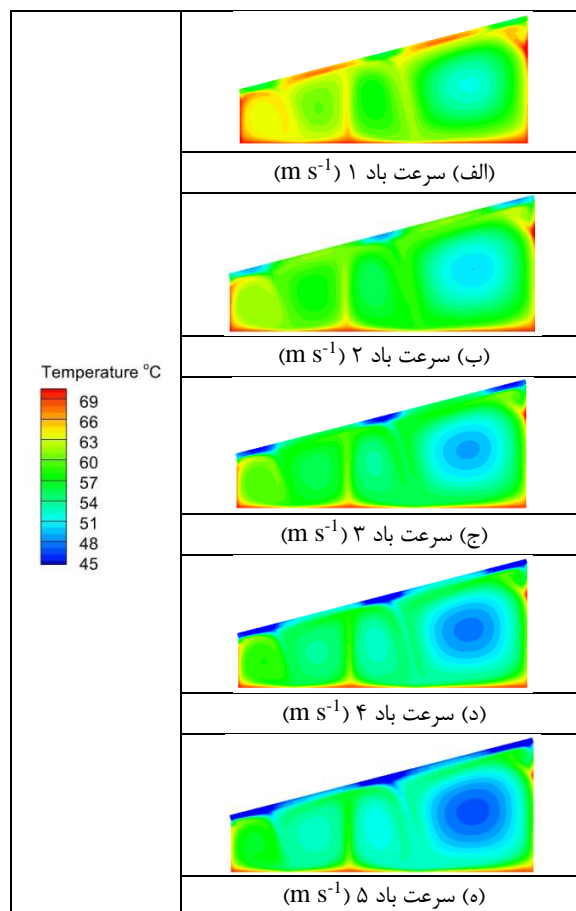 (الف) سرعت باد ۱ (m s⁻¹)
(ب) سرعت باد ۲ (m s⁻¹)
Temperature °C
69
66
63
60
57
54
51
48
45
(ج) سرعت باد ۳ (m s⁻¹)
(د) سرعت باد ۴ (m s⁻¹)
(ه) سرعت باد ۵ (m s⁻¹)